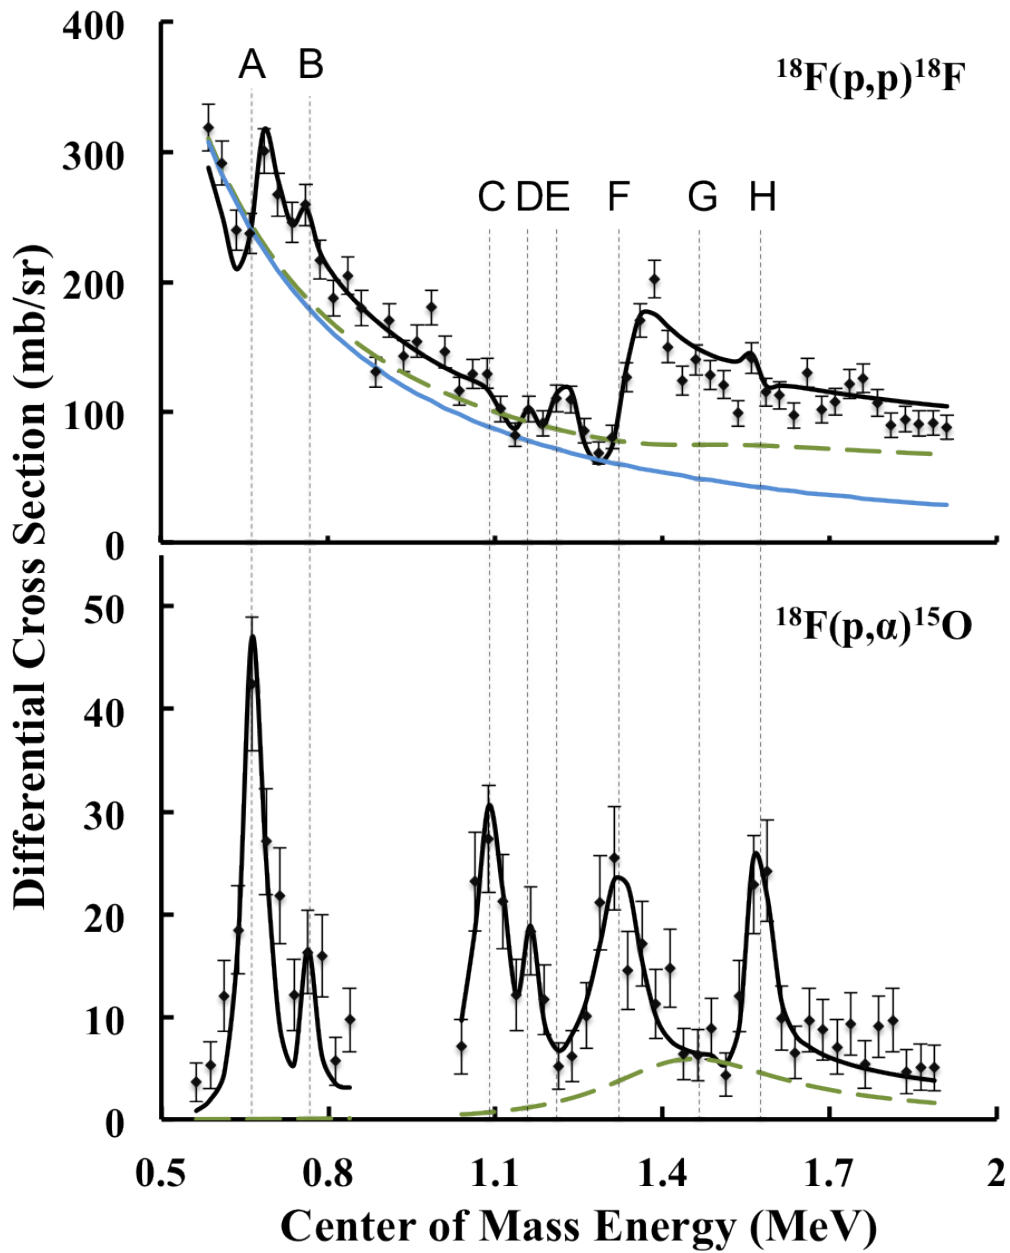 400
A B
¹⁸F(p,p)¹⁸F
300
C D E F G H
200
100
0
Differential Cross Section (mb/sr)
50
¹⁸F(p,α)¹⁵O
40
30
20
10
0
0.5 0.8 1.1 1.4 1.7 2
Center of Mass Energy (MeV)